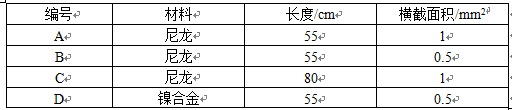 编号 材料 长度/cm 横截面积/mm²
A 尼龙 55 1
B 尼龙 55 0.5
C 尼龙 80 1
D 镍合金 55 0.5